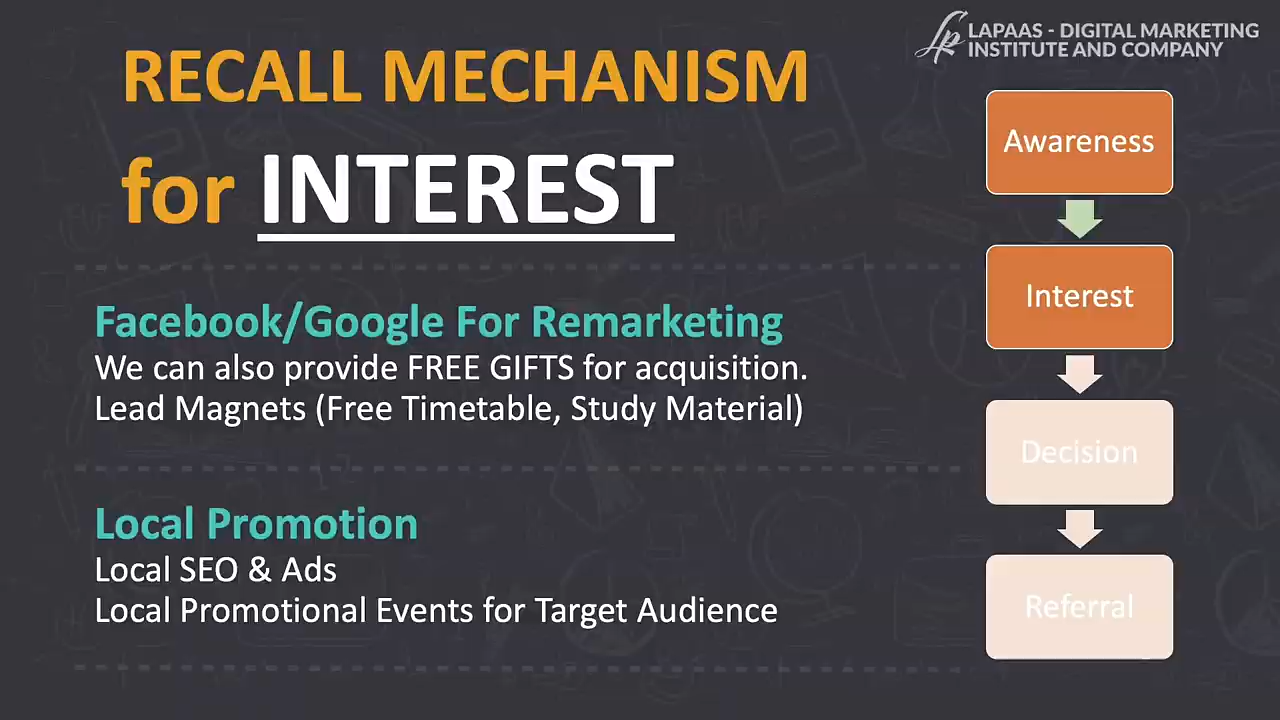 LAPAAS - DIGITAL MARKETING
INSTITUTE AND COMPANY
RECALL MECHANISM
for INTEREST
Facebook/Google For Remarketing
We can also provide FREE GIFTS for acquisition.
Lead Magnets (Free Timetable, Study Material)
Local Promotion
Local SEO & Ads
Local Promotional Events for Target Audience
Awareness
Interest
Decision
Referral